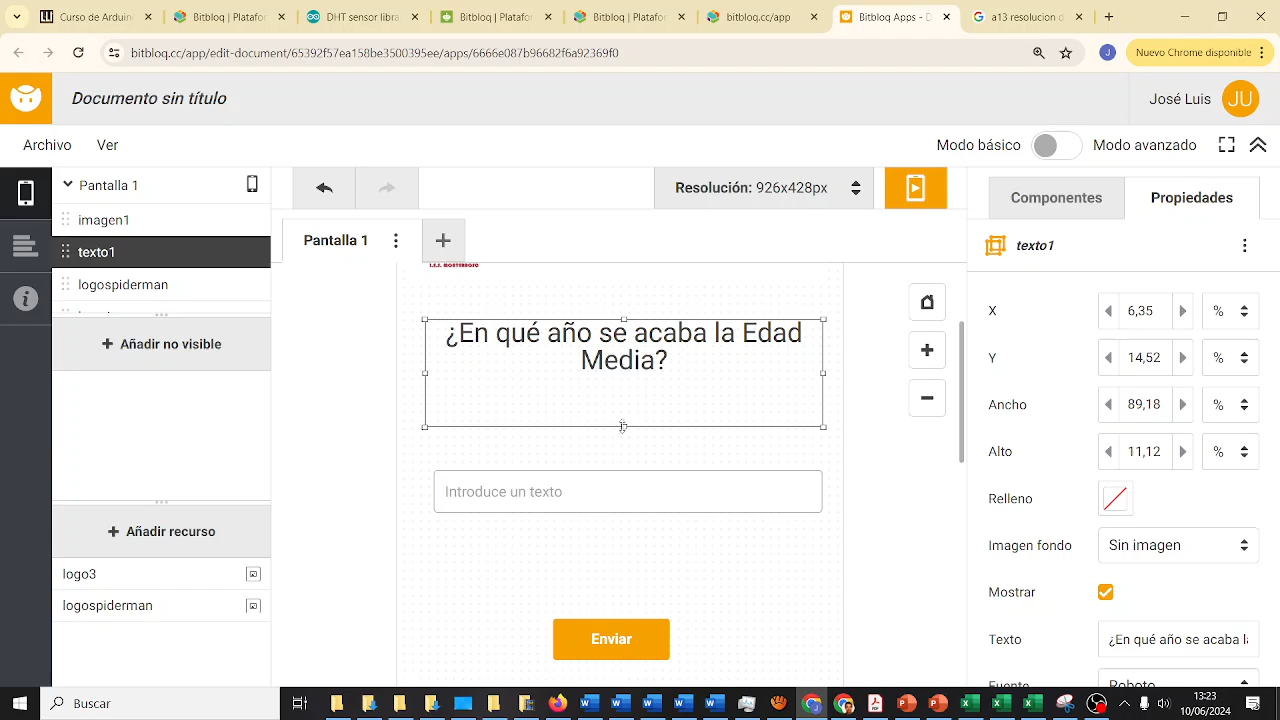 Curso de Arduino
Bitbloq | Platafor
DHT sensor librar
Bitbloq | Platafor
Bitbloq | Platafor
bitbloq.cc/app
Bitbloq Apps - D
a13 resolucion d
bitbloq.cc/app/edit-document/65392f57ea158be3500395ee/apps/6666e087b96682f6a92369f0
J
Nuevo Chrome disponible
Documento sin título
José Luis
JU
Archivo
Ver
Modo básico
Modo avanzado
Pantalla 1
imagen1
texto1
logospiderman
Añadir no visible
Añadir recurso
logo3
logospiderman
Resolución: 926x428px
Pantalla 1
I.E.S. MONTERROSO
¿En qué año se acaba la Edad
Media?
Introduce un texto
Enviar
Componentes
Propiedades
texto1
X 6,35 %
Y 14,52 %
Ancho 89,18 %
Alto 11,12 %
Relleno
Imagen fondo Sin imagen
Mostrar
Texto ¿En qué año se acaba la
Fuente Roboto
Buscar
13:23
10/06/2024